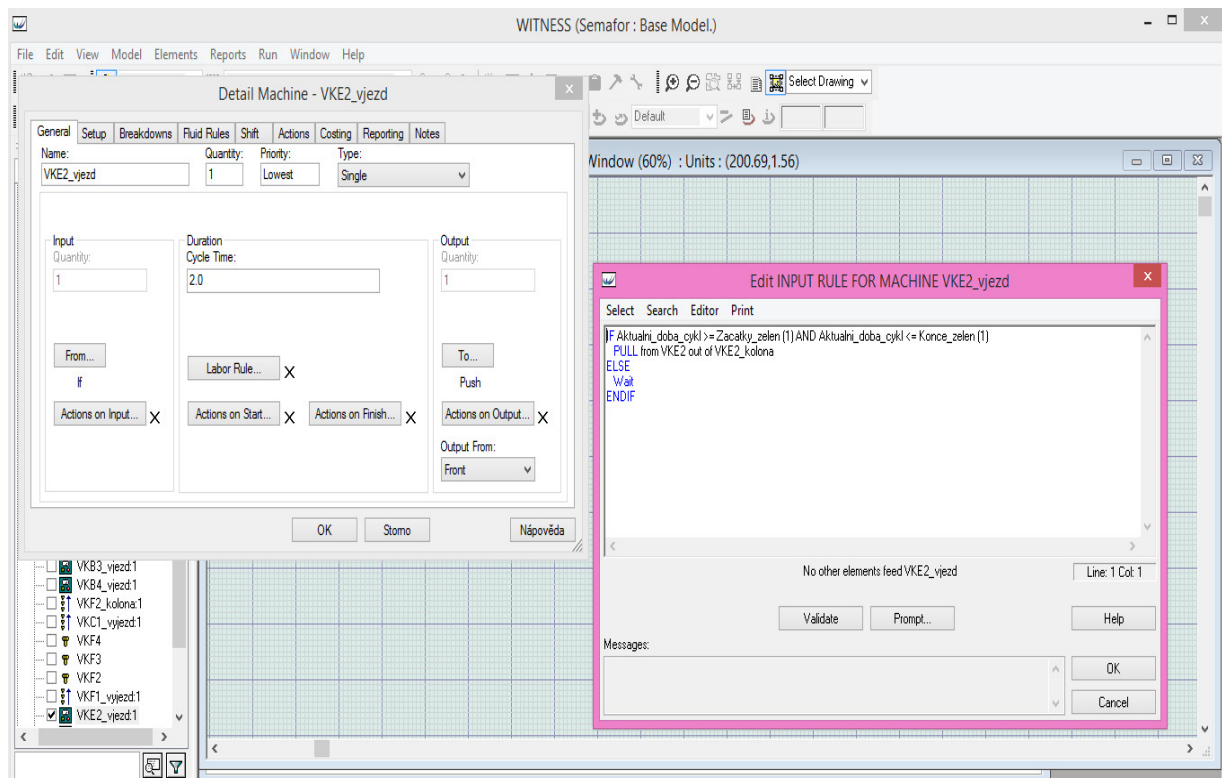 WITNESS (Semafor : Base Model.)
File Edit View Model Elements Reports Run Window Help
Select Drawing
Default
Detail Machine - VKE2_vjezd
General Setup Breakdowns Fluid Rules Shift Actions Costing Reporting Notes
Name: Quantity: Priority: Type:
VKE2_vjezd 1 Lowest Single
Input
Quantity:
1
From...
If
Actions on Input... X
Duration
Cycle Time:
2.0
Labor Rule... X
Actions on Start... X Actions on Finish... X
Output
Quantity:
1
To...
Push
Actions on Output... X
Output From:
Front
OK Storno Nápověda
Window (60%) : Units : (200.69,1.56)
Edit INPUT RULE FOR MACHINE VKE2_vjezd
Select Search Editor Print
IF Aktualni_doba_cykl >= Zacatky_zelen (1) AND Aktualni_doba_cykl <= Konce_zelen (1)
PULL from VKE2 out of VKE2_kolona
ELSE
Wait
ENDIF
No other elements feed VKE2_vjezd
Line: 1 Col: 1
Validate Prompt... Help
Messages:
OK
Cancel
VKB3_vjezd:1
VKB4_vjezd:1
VKF2_kolona:1
VKC1_vyjezd:1
VKF4
VKF3
VKF2
VKF1_vyjezd:1
VKE2_vjezd:1